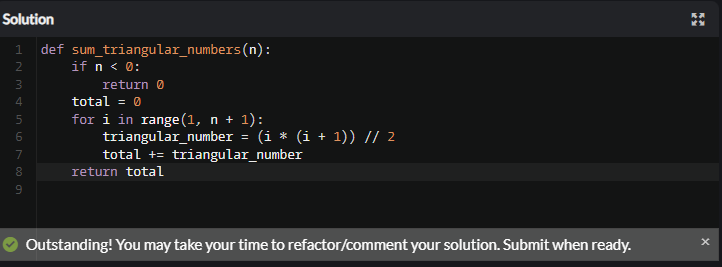 Solution
1 def sum_triangular_numbers(n):
2     if n < 0:
3         return 0
4     total = 0
5     for i in range(1, n + 1):
6         triangular_number = (i * (i + 1)) // 2
7         total += triangular_number
8     return total
9
Outstanding! You may take your time to refactor/comment your solution. Submit when ready. ×